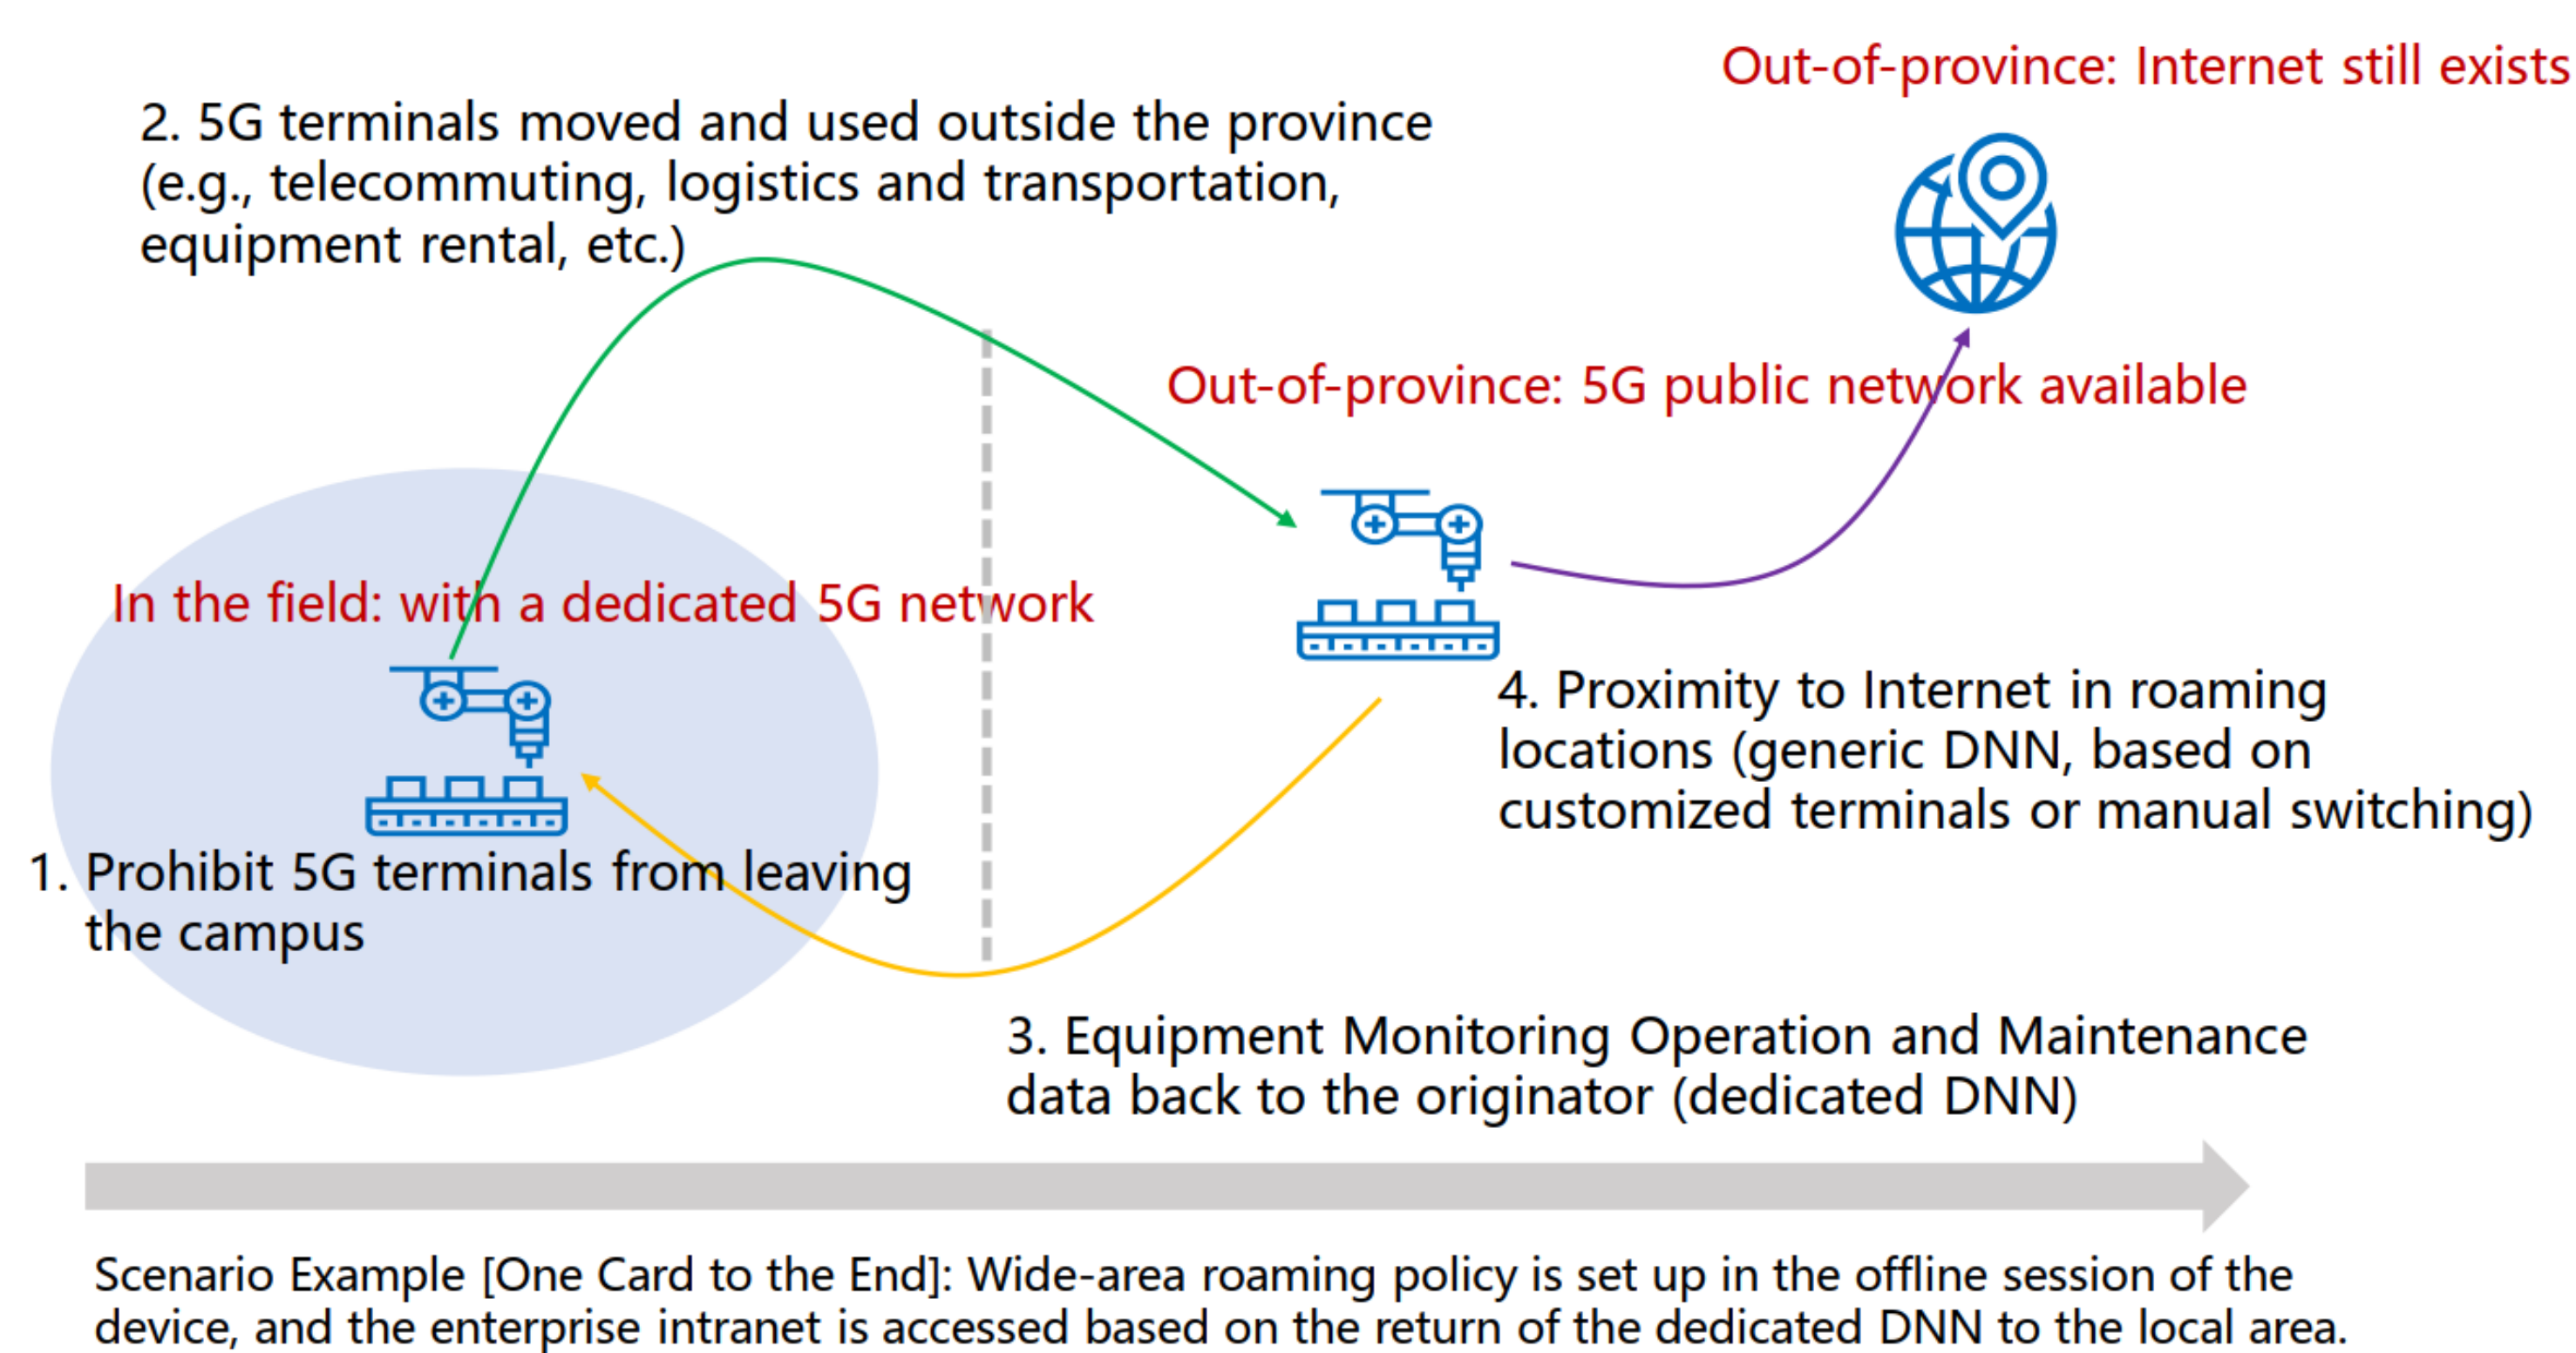 Out-of-province: Internet still exists
2. 5G terminals moved and used outside the province
(e.g., telecommuting, logistics and transportation,
equipment rental, etc.)
Out-of-province: 5G public network available
In the field: with a dedicated 5G network
4. Proximity to Internet in roaming
locations (generic DNN, based on
customized terminals or manual switching)
1. Prohibit 5G terminals from leaving
the campus
3. Equipment Monitoring Operation and Maintenance
data back to the originator (dedicated DNN)
Scenario Example [One Card to the End]: Wide-area roaming policy is set up in the offline session of the
device, and the enterprise intranet is accessed based on the return of the dedicated DNN to the local area.